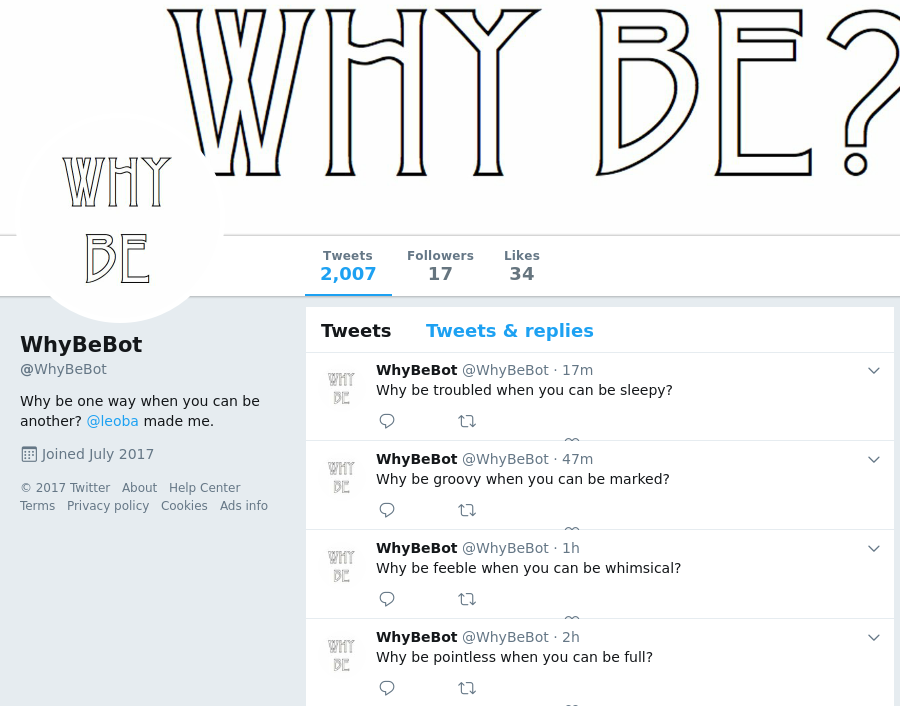 WHY BE?
WHY
BE
Tweets Followers Likes
2,007 17 34
WhyBeBot
@WhyBeBot
Why be one way when you can be
another? @leoba made me.
Joined July 2017
© 2017 Twitter About Help Center
Terms Privacy policy Cookies Ads info
Tweets Tweets & replies
WHY
BE
WhyBeBot @WhyBeBot · 17m
Why be troubled when you can be sleepy?
WHY
BE
WhyBeBot @WhyBeBot · 47m
Why be groovy when you can be marked?
WHY
BE
WhyBeBot @WhyBeBot · 1h
Why be feeble when you can be whimsical?
WHY
BE
WhyBeBot @WhyBeBot · 2h
Why be pointless when you can be full?